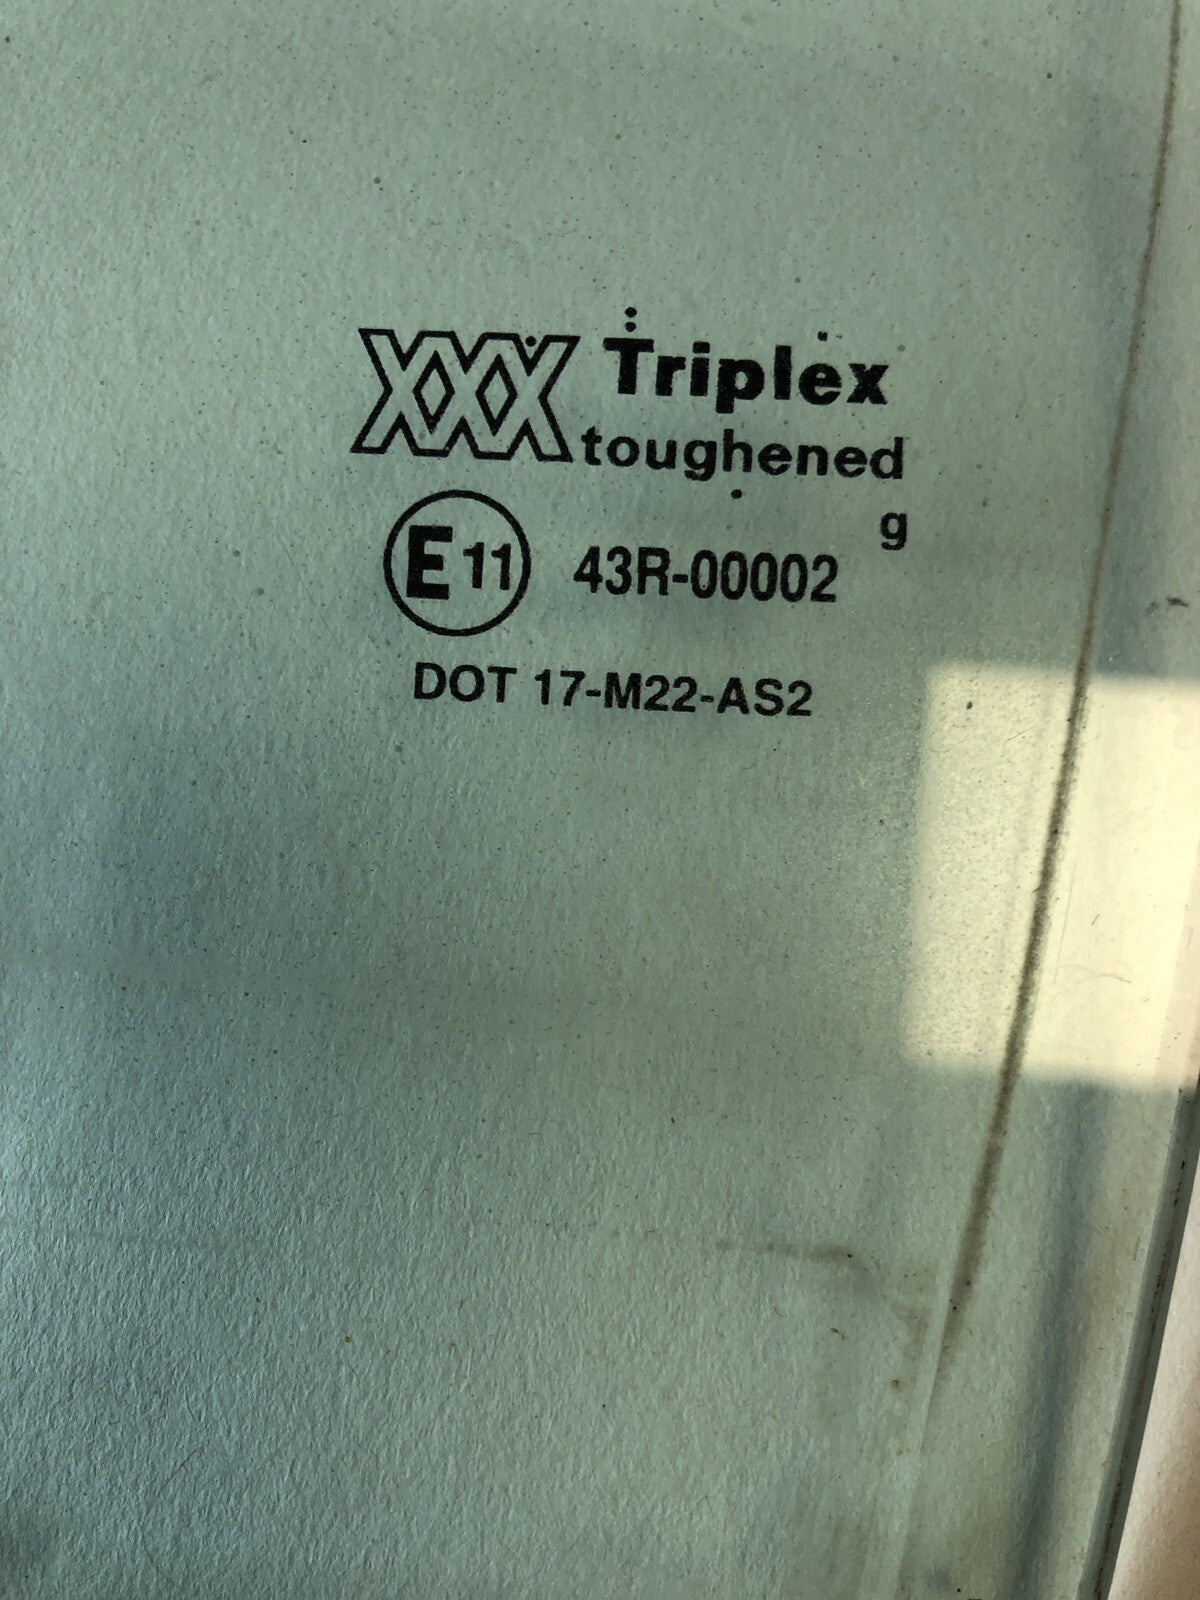 XXX Triplex
toughened
g
E 11 43R-00002
DOT 17-M22-AS2